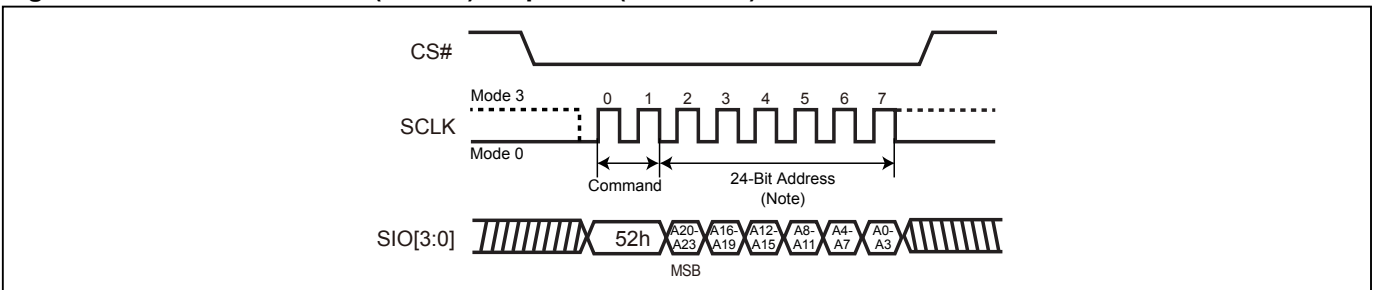 CS#
Mode 3
0 1 2 3 4 5 6 7
SCLK
Mode 0
Command
24-Bit Address
(Note)
SIO[3:0]
52h
A20-
A23
A16-
A19
A12-
A15
A8-
A11
A4-
A7
A0-
A3
MSB